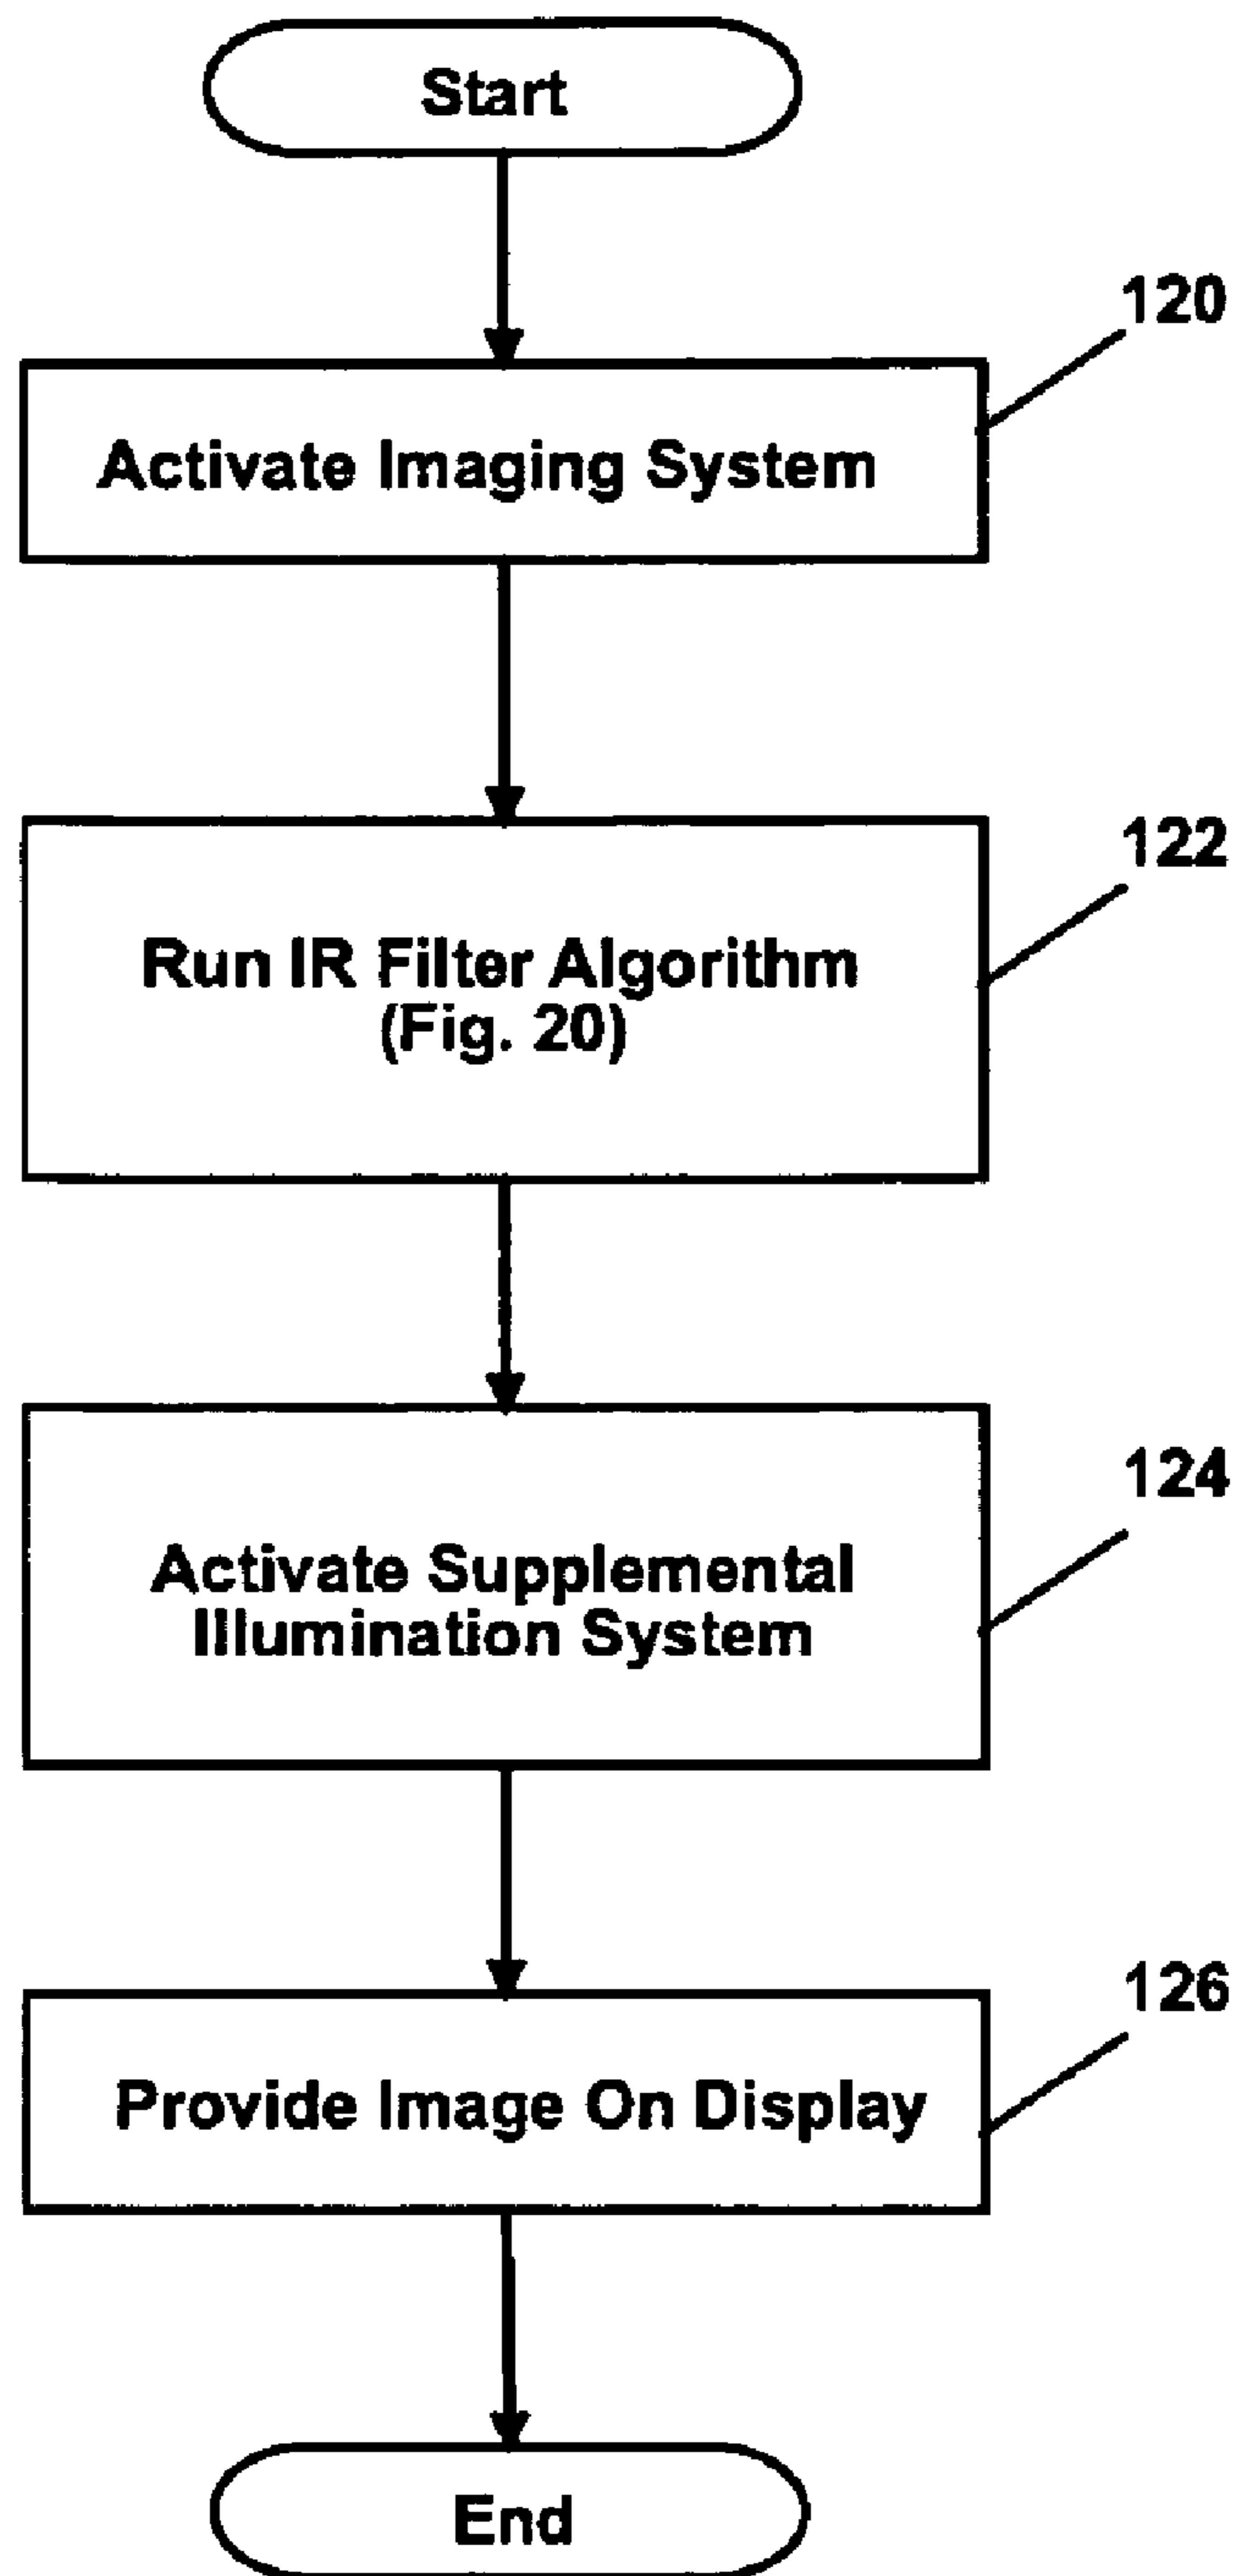 Start
120
Activate Imaging System
122
Run IR Filter Algorithm
(Fig. 20)
124
Activate Supplemental
Illumination System
126
Provide Image On Display
End